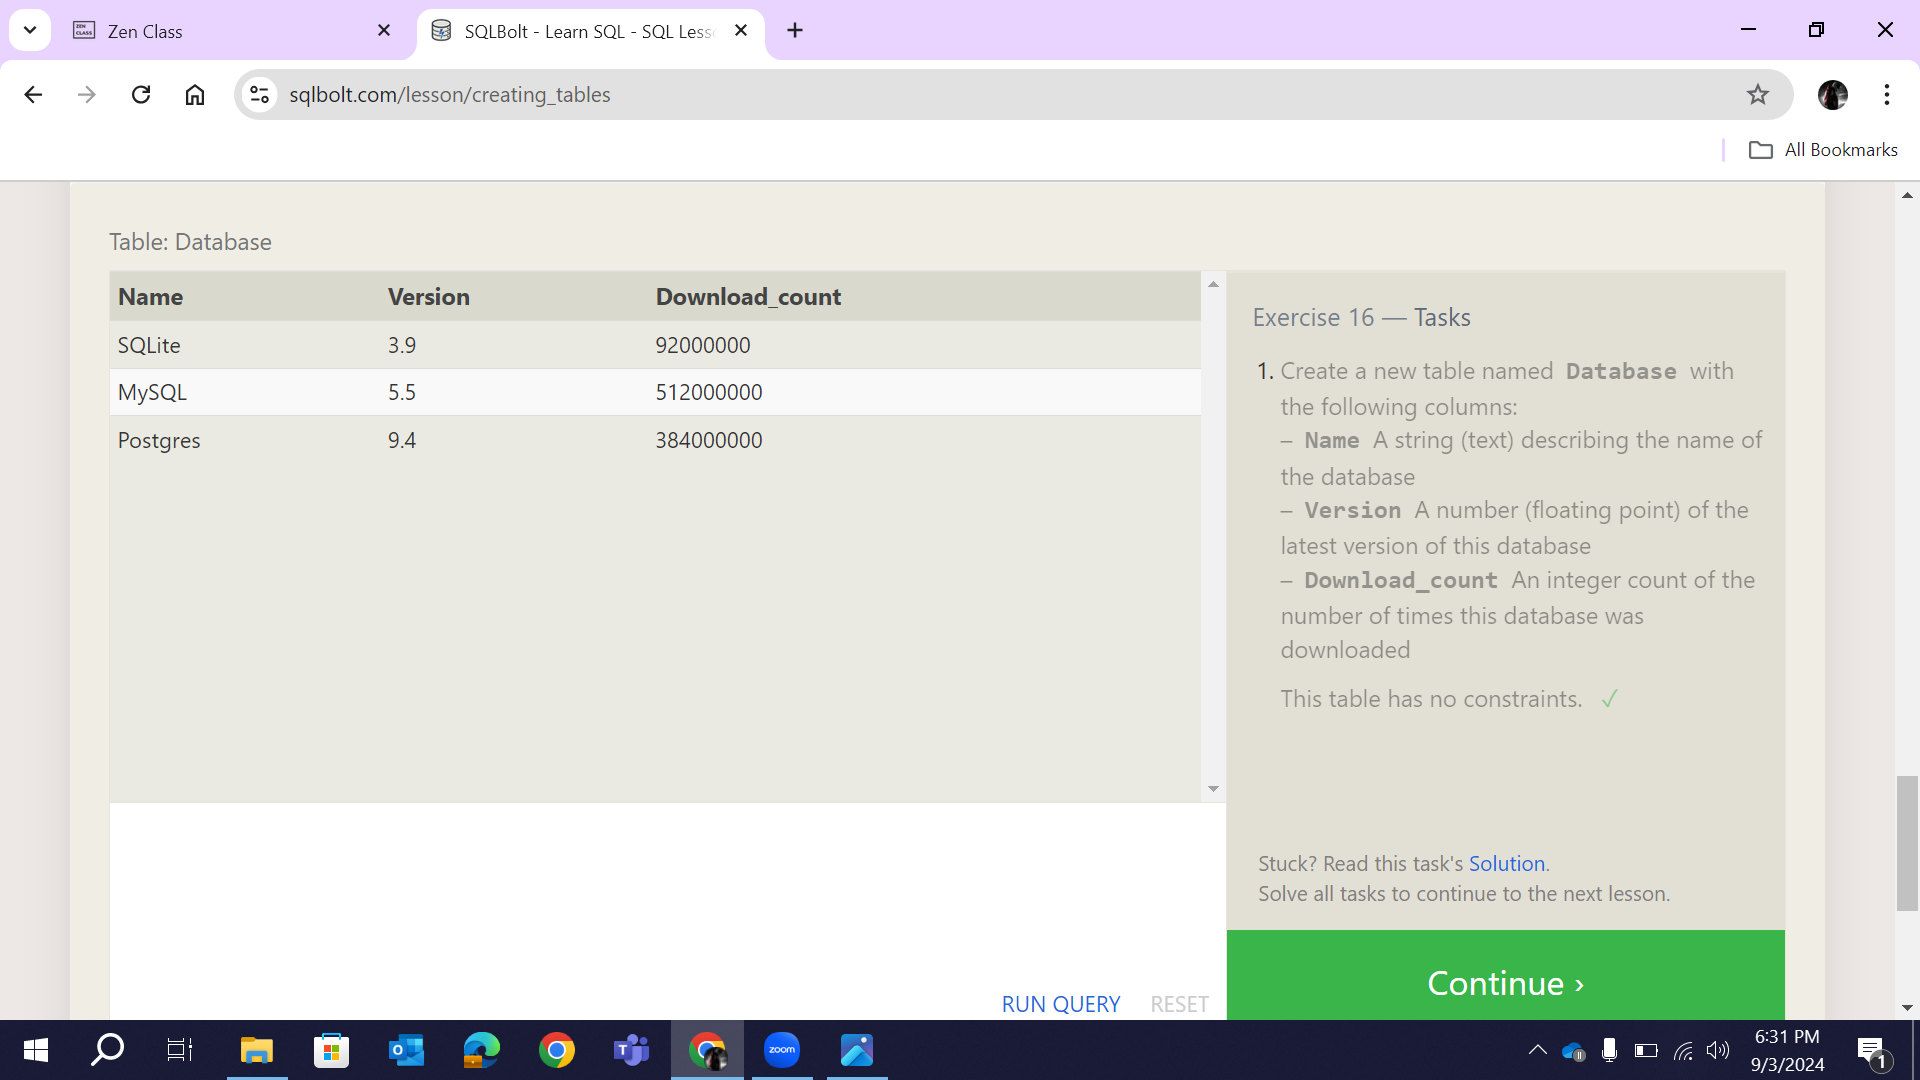 ZEN CLASS
Zen Class
SQLBolt - Learn SQL - SQL Less
sqlbolt.com/lesson/creating_tables
All Bookmarks
Table: Database
Name Version Download_count
SQLite 3.9 92000000
MySQL 5.5 512000000
Postgres 9.4 384000000
Exercise 16 — Tasks
1. Create a new table named Database with
the following columns:
– Name A string (text) describing the name of
the database
– Version A number (floating point) of the
latest version of this database
– Download_count An integer count of the
number of times this database was
downloaded
This table has no constraints. ✓
Stuck? Read this task's Solution.
Solve all tasks to continue to the next lesson.
RUN QUERY RESET
Continue ›
zoom
6:31 PM
9/3/2024
1